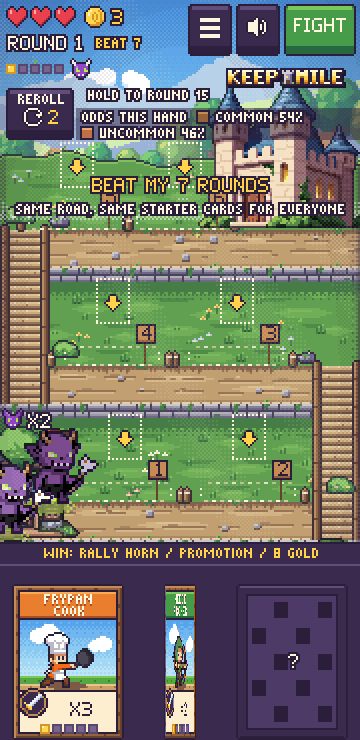 3
ROUND 1 BEAT 7
FIGHT
KEEP MILE
HOLD TO ROUND 15
REROLL
2
ODDS THIS HAND COMMON 54%
UNCOMMON 46%
BEAT MY 7 ROUNDS
SAME ROAD, SAME STARTER CARDS FOR EVERYONE
4
3
X2
1
2
WIN: RALLY HORN / PROMOTION / 8 GOLD
FRYPAN
COOK
X3
?